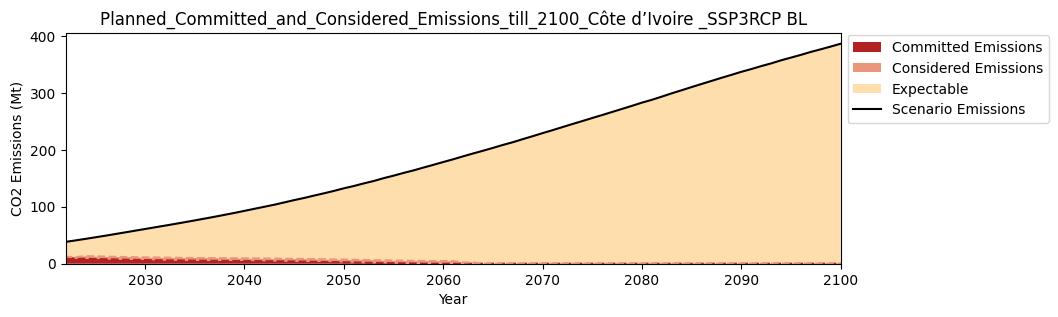 Planned_Committed_and_Considered_Emissions_till_2100_Côte d’Ivoire _SSP3RCP BL
CO2 Emissions (Mt)
400
300
200
100
0
2030 2040 2050 2060 2070 2080 2090 2100
Year
Committed Emissions
Considered Emissions
Expectable
Scenario Emissions